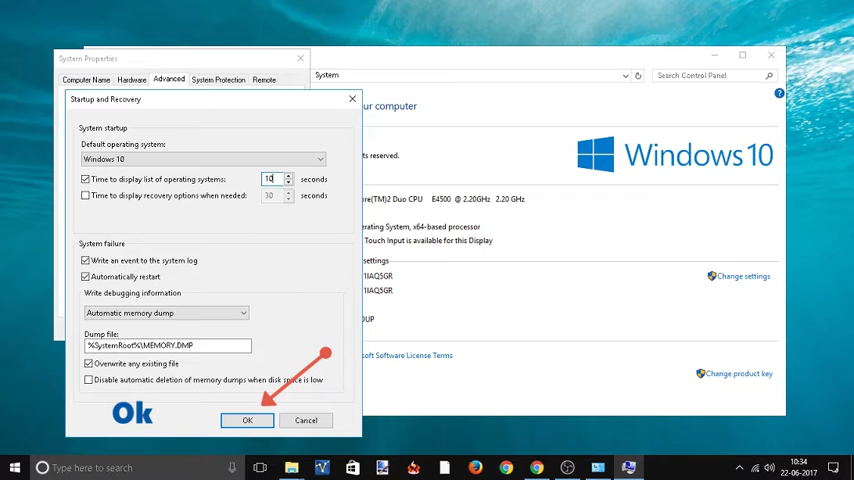 System Properties
Computer Name Hardware Advanced System Protection Remote
System
Search Control Panel
Startup and Recovery
our computer
System startup
Default operating system:
Windows 10
Time to display list of operating systems: 10 seconds
Time to display recovery options when needed: 30 seconds
s reserved.
Windows 10
ore(TM)2 Duo CPU E4500 @ 2.20GHz 2.20 GHz
erating System, x64-based processor
Touch Input is available for this Display
System failure
Write an event to the system log
Automatically restart
settings
1IAQ5GR
Change settings
1IAQ5GR
Write debugging information
Automatic memory dump
UP
Dump file:
%SystemRoot%\MEMORY.DMP
soft Software License Terms
Overwrite any existing file
Change product key
Disable automatic deletion of memory dumps when disk space is low
Ok
OK Cancel
Type here to search
10:34
22-06-2017